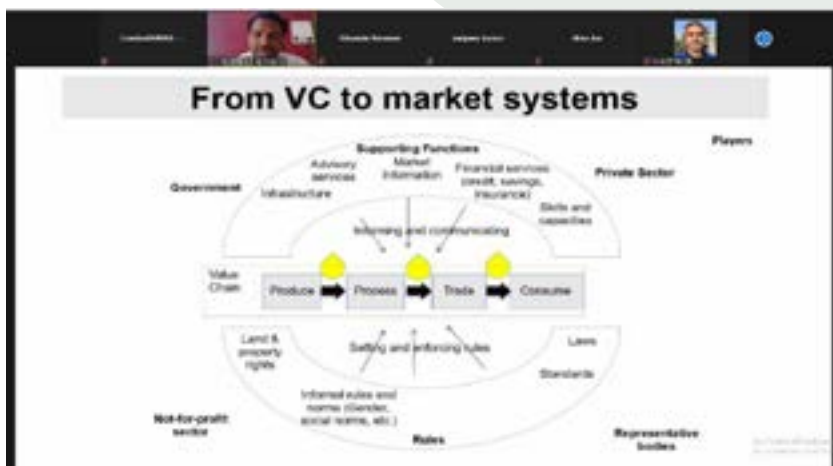 From VC to market systems
Players
Supporting Functions
Government
Infrastructure
Advisory
services
Market
Information
Financial services
(credit, savings,
insurance)
Private Sector
Skills and
capacities
Informing and communicating
Value
Chain
Produce
Process
Trade
Consume
Land &
property
rights
Setting and enforcing rules
Laws
Standards
Informal rules and
norms (Gender,
social norms, etc.)
Not-for-profit
sector
Rules
Representative
bodies